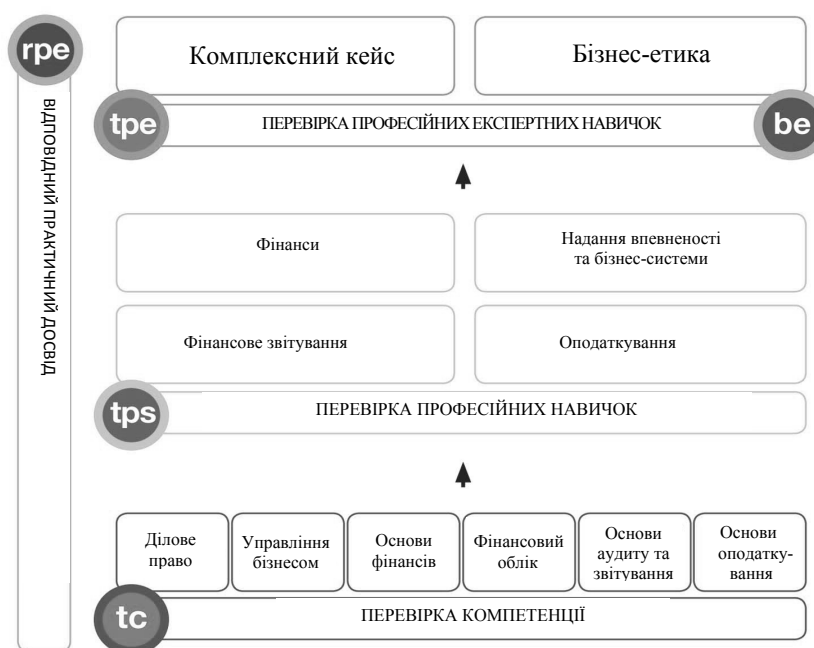 rpe
ВІДПОВІДНИЙ ПРАКТИЧНИЙ ДОСВІД
Комплексний кейс
Бізнес-етика
tpe
ПЕРЕВІРКА ПРОФЕСІЙНИХ ЕКСПЕРТНИХ НАВИЧОК
be
Фінанси
Надання впевненості
та бізнес-системи
Фінансове звітування
Оподаткування
tps
ПЕРЕВІРКА ПРОФЕСІЙНИХ НАВИЧОК
Ділове
право
Управління
бізнесом
Основи
фінансів
Фінансовий
облік
Основи
аудиту та
звітування
Основи
оподатку-
вання
tc
ПЕРЕВІРКА КОМПЕТЕНЦІЇ